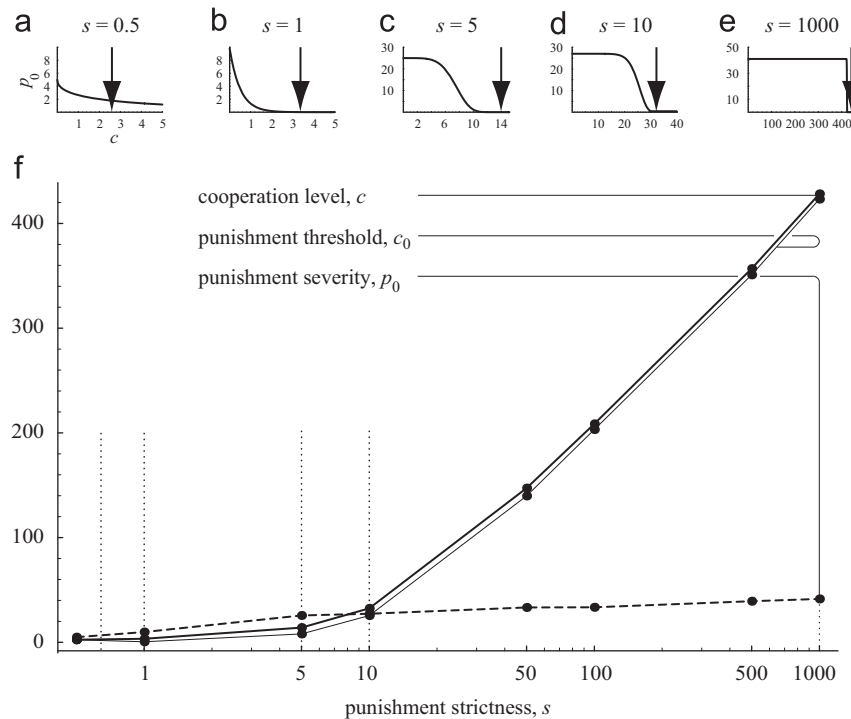 a s = 0.5
b s = 1
c s = 5
d s = 10
e s = 1000
p0
8
6
4
2
1 2 3 4 5
c
8
6
4
2
1 2 3 4 5
30
20
10
2 6 10 14
30
20
10
10 20 30 40
50
30
10
100 200 300 400
f
cooperation level, c
punishment threshold, c0
punishment severity, p0
400
300
200
100
0
1 5 10 50 100 500 1000
punishment strictness, s